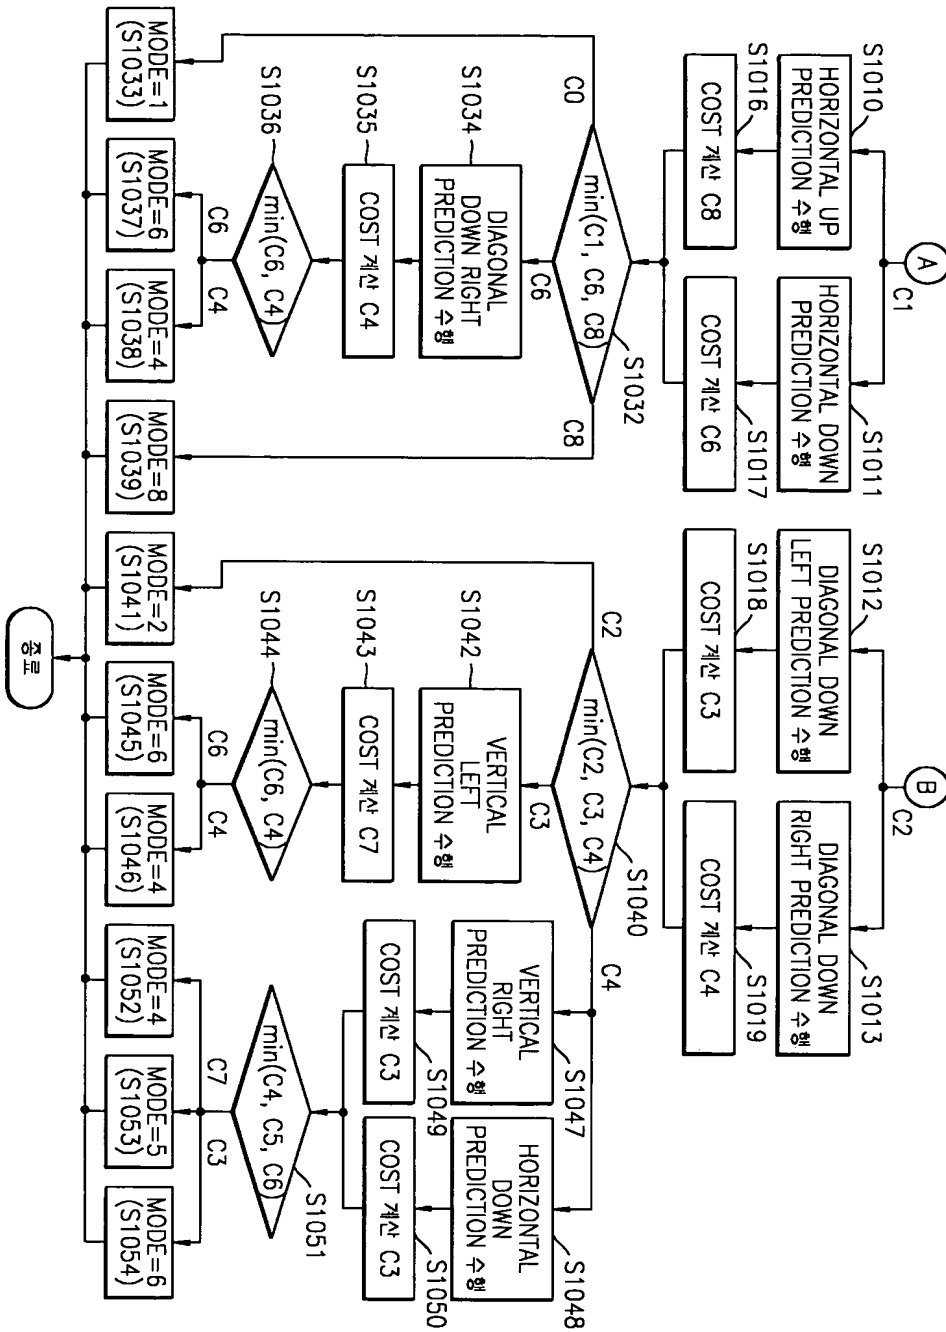 A
C1
HORIZONTAL UP
PREDICTION 수행
S1010
HORIZONTAL DOWN
PREDICTION 수행
S1011
COST 계산 C8
S1016
COST 계산 C6
S1017
min(C1, C6, C8)
S1032
C0
C6
C8
DIAGONAL
DOWN RIGHT
PREDICTION 수행
S1034
COST 계산 C4
S1035
min(C6, C4)
S1036
C6
C4
MODE=1
(S1033)
MODE=6
(S1037)
MODE=4
(S1038)
MODE=8
(S1039)
B
C2
DIAGONAL DOWN
LEFT PREDICTION 수행
S1012
DIAGONAL DOWN
RIGHT PREDICTION 수행
S1013
COST 계산 C3
S1018
COST 계산 C4
S1019
min(C2, C3, C4)
S1040
C2
C3
C4
VERTICAL
LEFT
PREDICTION 수행
S1042
COST 계산 C7
S1043
min(C6, C4)
S1044
C6
C4
VERTICAL
RIGHT
PREDICTION 수행
S1047
HORIZONTAL
DOWN
PREDICTION 수행
S1048
COST 계산 C3
S1049
COST 계산 C3
S1050
min(C4, C5, C6)
S1051
C7
C3
MODE=2
(S1041)
MODE=6
(S1045)
MODE=4
(S1046)
MODE=4
(S1052)
MODE=5
(S1053)
MODE=6
(S1054)
종료